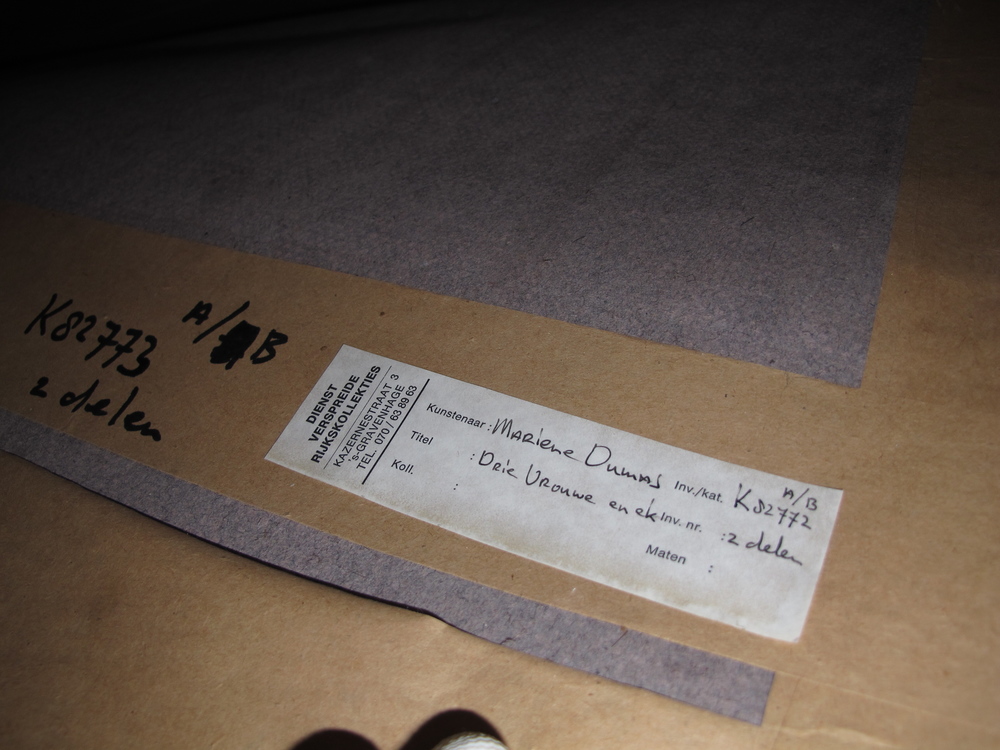 K82773 A/B
2 delen
DIENST
VERSPREIDE
RIJKSKOLLEKTIES
KAZERNESTRAAT 3
's-GRAVENHAGE
TEL. 070 / 63 89 63
Kunstenaar : Marlene Dumas
Titel : Drie Vrouwe en ek
Koll. :
Inv./kat. K82772 A/B
Inv. nr. : 2 delen
Maten :